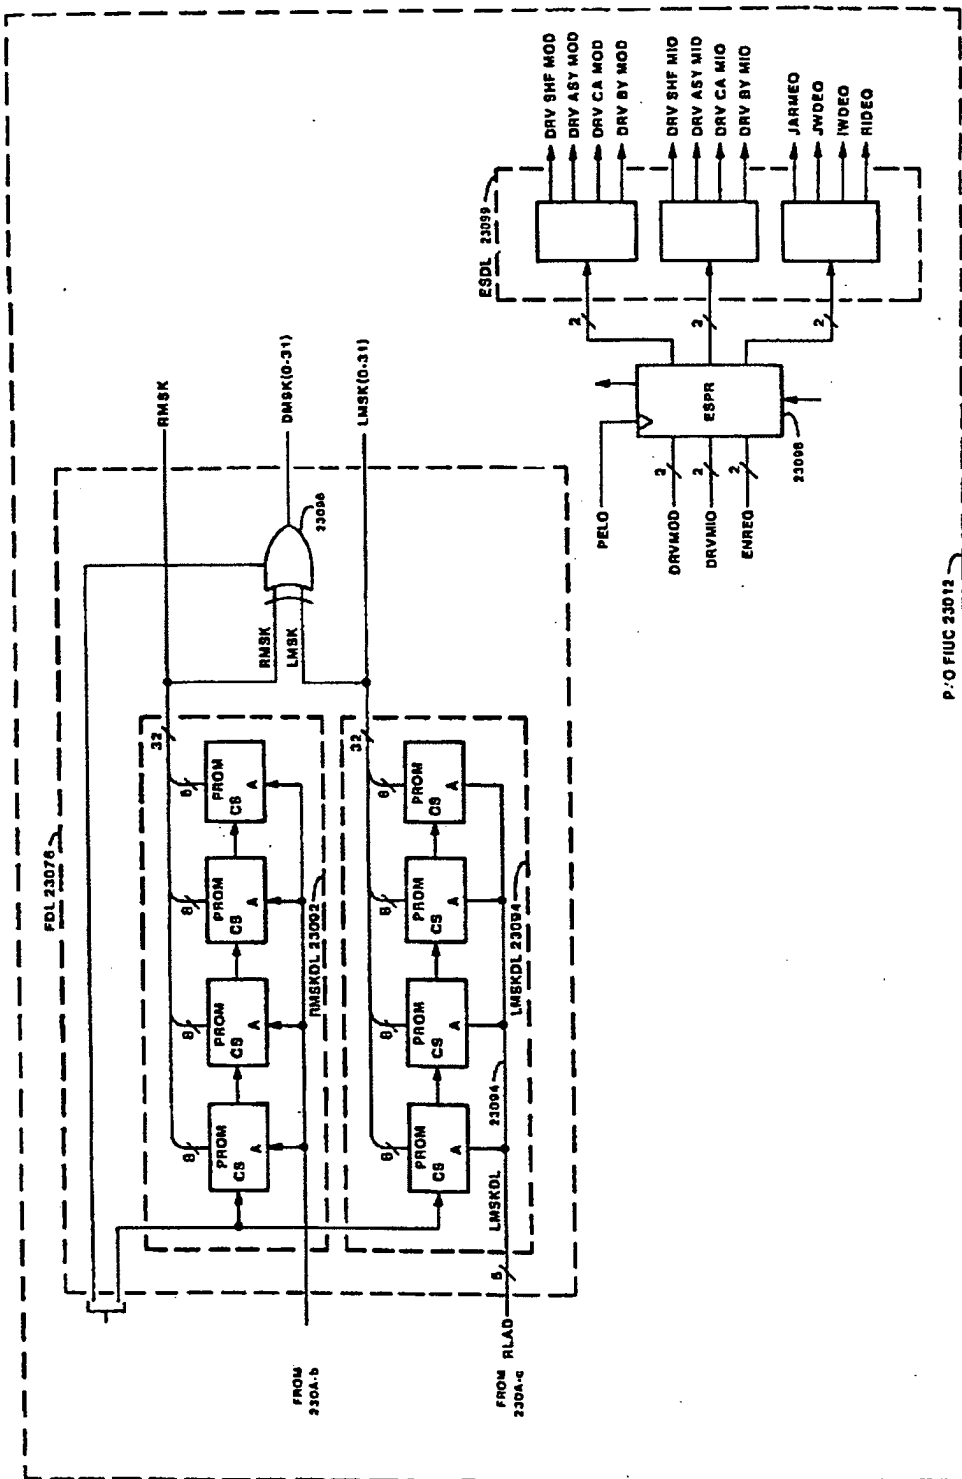 FDL 23076
RMSK
DMSK(0-31)
LMSK(0-31)
32
RMSK
LMSK
23096
8
8
8
8
PROM
CS
A
PROM
CS
A
PROM
CS
A
PROM
CS
A
RMSKDL 23092
32
8
8
8
8
PROM
CS
A
PROM
CS
A
PROM
CS
A
PROM
CS
A
LMSKDL
23094
LMSKDL 23094
FROM
230A-b
5
RLAD
FROM
230A-c
PELO
DRVMOD
DRVMIO
ENREO
2
2
2
ESPR
23098
2
2
2
ESDL 23099
DRV SHF MOD
DRV ASY MOD
DRV CA MOD
DRV BY MOD
DRV SHF MIO
DRV ASY MIO
DRV CA MIO
DRV BY MIO
JARMEO
JWDEO
IWDEO
RIDEO
P/O FIUC 23012